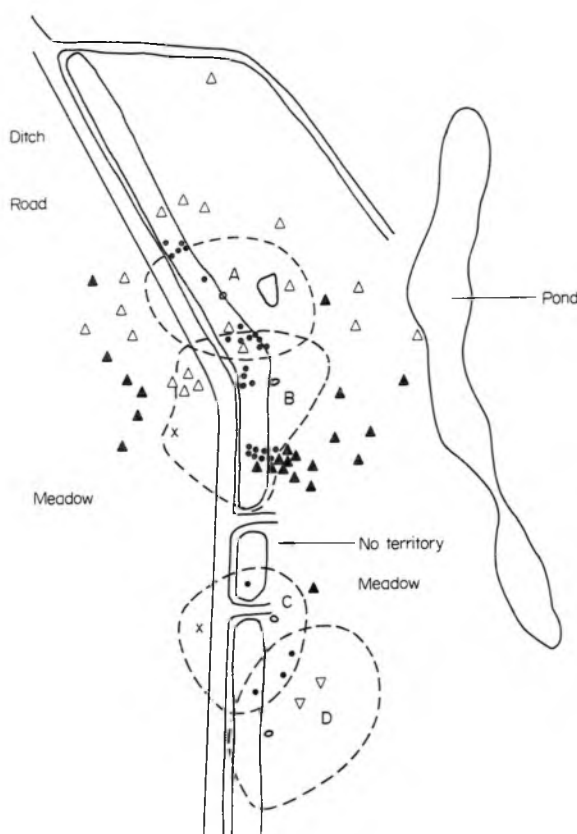 Ditch
Road
A
Pond
B
x
Meadow
No territory
Meadow
C
x
D